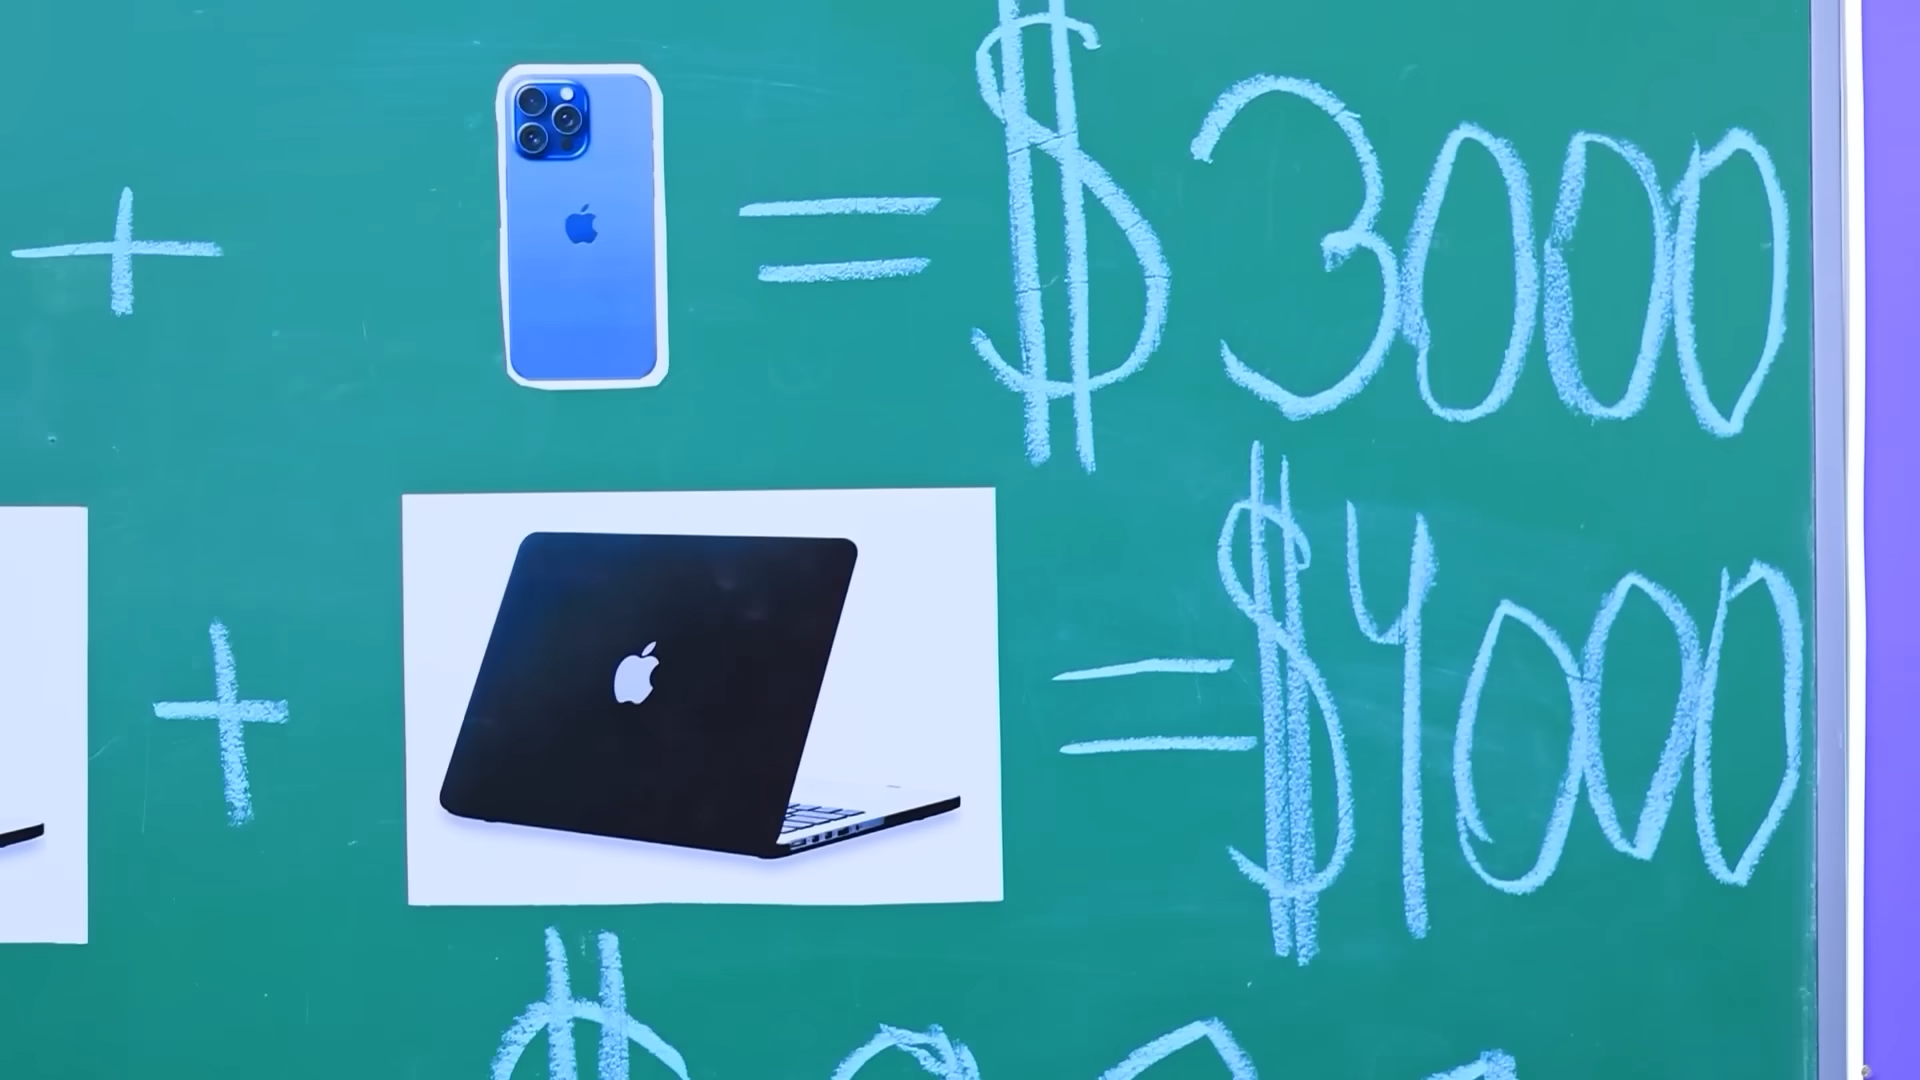 + = $3000
+ = $4000
$